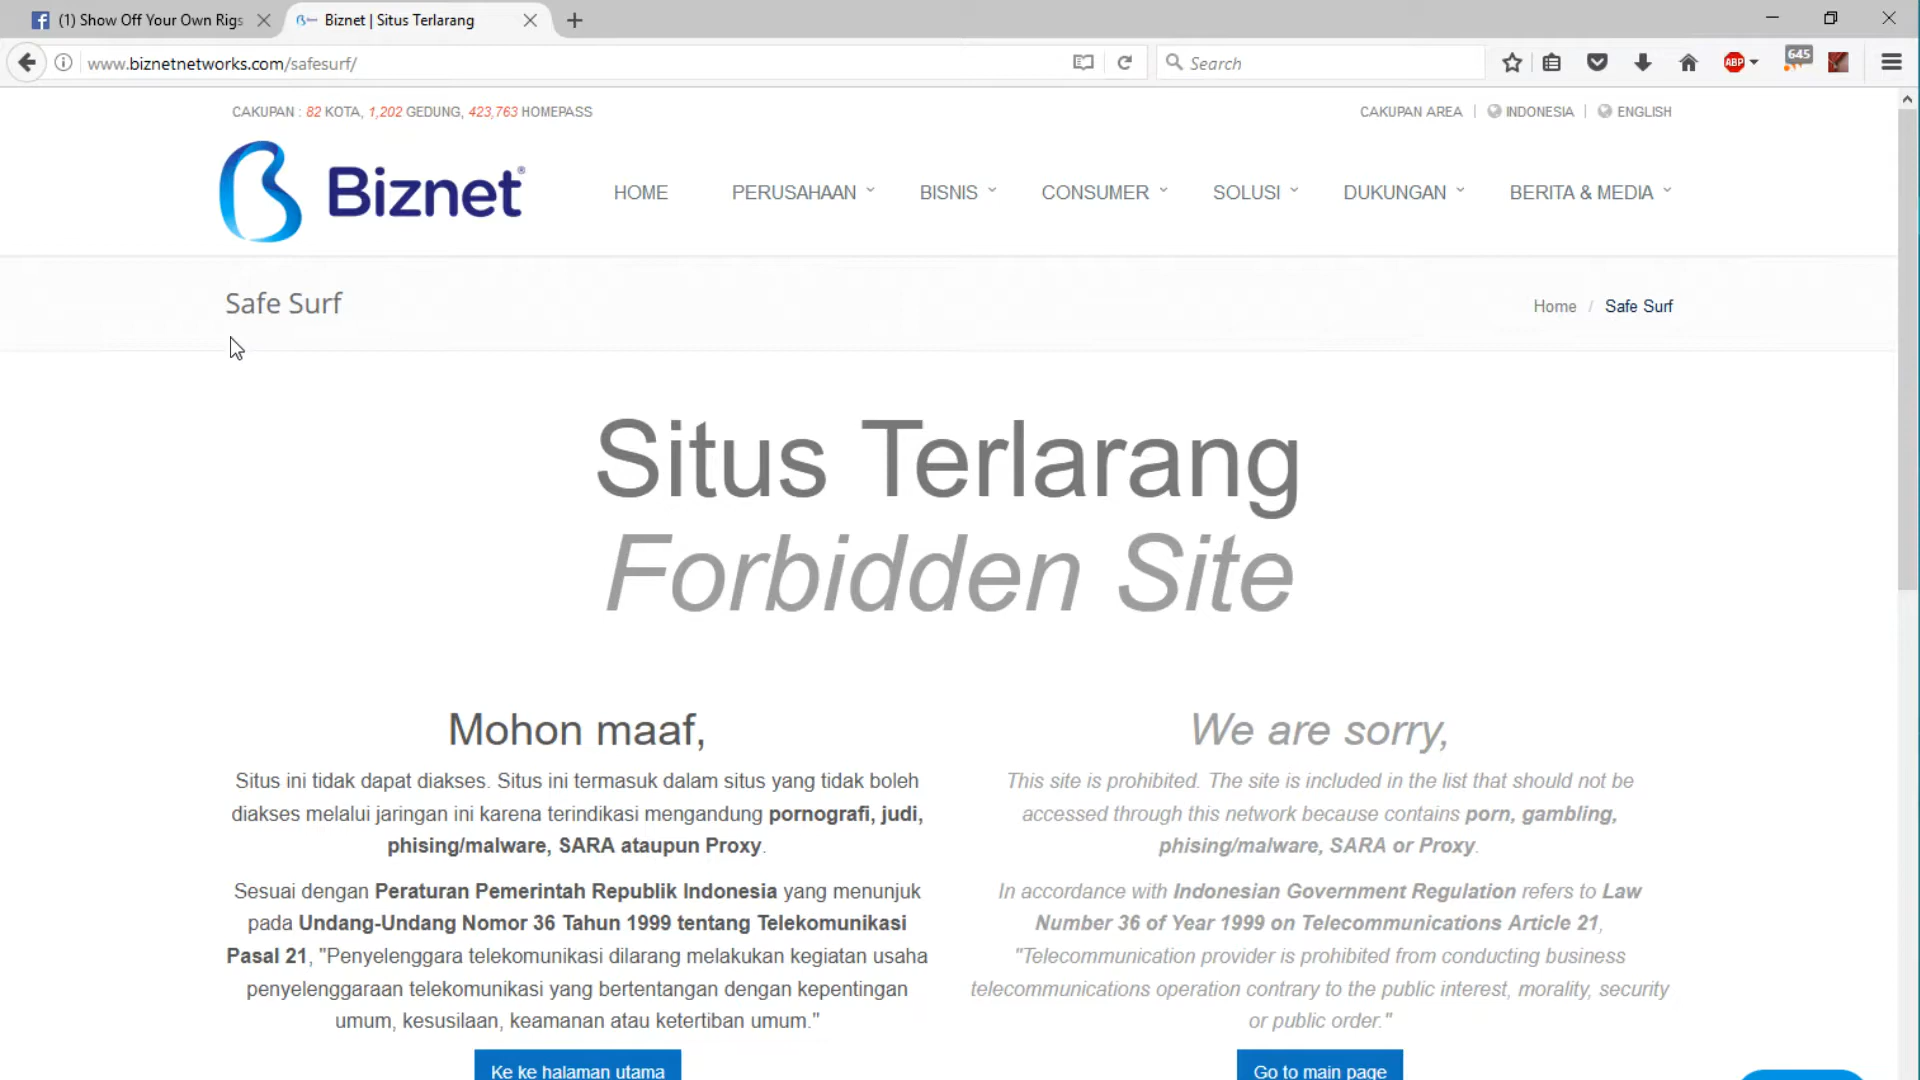 (1) Show Off Your Own Rigs
Biznet | Situs Terlarang
www.biznetnetworks.com/safesurf/
Search
ABP
645
CAKUPAN : 82 KOTA, 1,202 GEDUNG, 423,763 HOMEPASS
CAKUPAN AREA | INDONESIA | ENGLISH
Biznet®
HOME PERUSAHAAN BISNIS CONSUMER SOLUSI DUKUNGAN BERITA & MEDIA
Safe Surf
Home / Safe Surf
Situs Terlarang
Forbidden Site
Mohon maaf,
Situs ini tidak dapat diakses. Situs ini termasuk dalam situs yang tidak boleh
diakses melalui jaringan ini karena terindikasi mengandung pornografi, judi,
phising/malware, SARA ataupun Proxy.
Sesuai dengan Peraturan Pemerintah Republik Indonesia yang menunjuk
pada Undang-Undang Nomor 36 Tahun 1999 tentang Telekomunikasi
Pasal 21, "Penyelenggara telekomunikasi dilarang melakukan kegiatan usaha
penyelenggaraan telekomunikasi yang bertentangan dengan kepentingan
umum, kesusilaan, keamanan atau ketertiban umum."
Ke ke halaman utama
We are sorry,
This site is prohibited. The site is included in the list that should not be
accessed through this network because contains porn, gambling,
phising/malware, SARA or Proxy.
In accordance with Indonesian Government Regulation refers to Law
Number 36 of Year 1999 on Telecommunications Article 21,
"Telecommunication provider is prohibited from conducting business
telecommunications operation contrary to the public interest, morality, security
or public order."
Go to main page